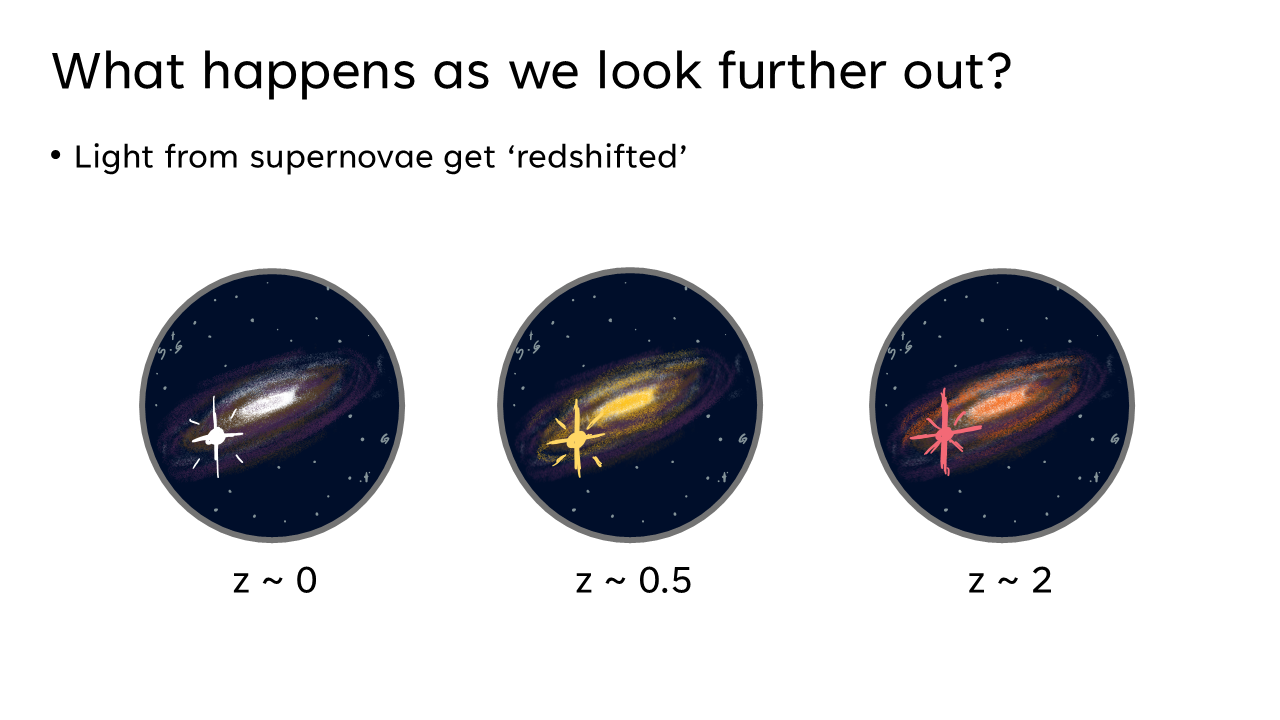 What happens as we look further out?
• Light from supernovae get ‘redshifted’
z ~ 0
z ~ 0.5
z ~ 2